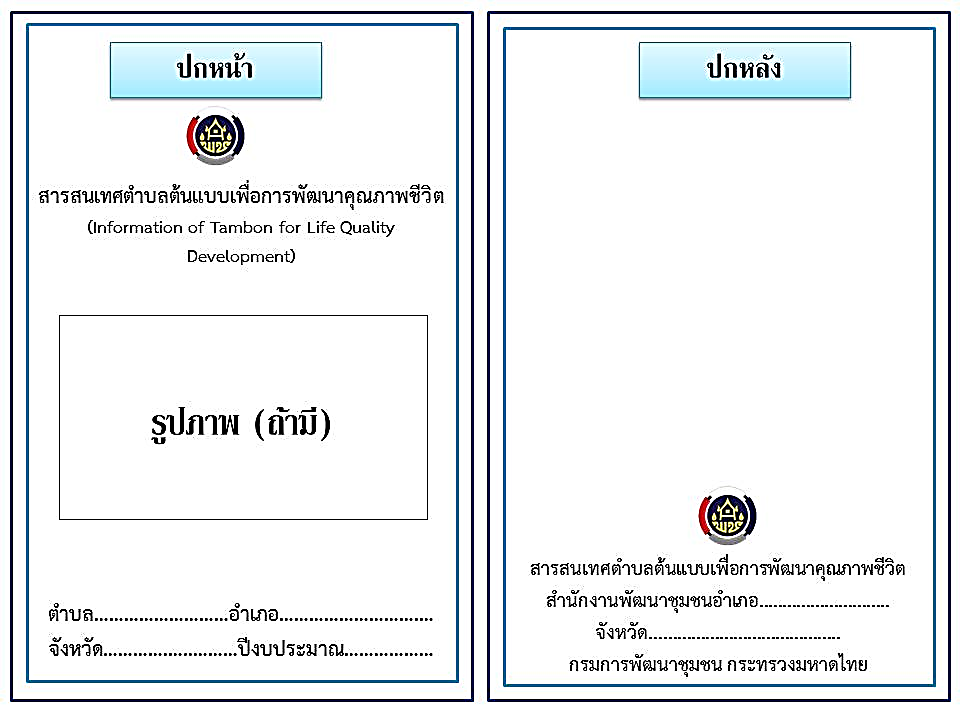 ปกหน้า
สารสนเทศตำบลต้นแบบเพื่อการพัฒนาคุณภาพชีวิต
(Information of Tambon for Life Quality
Development)
รูปภาพ (ถ้ามี)
ตำบล...........................อำเภอ...............................
จังหวัด...........................ปีงบประมาณ..................
ปกหลัง
พช
สารสนเทศตำบลต้นแบบเพื่อการพัฒนาคุณภาพชีวิต
สำนักงานพัฒนาชุมชนอำเภอ............................
จังหวัด.........................................
กรมการพัฒนาชุมชน กระทรวงมหาดไทย